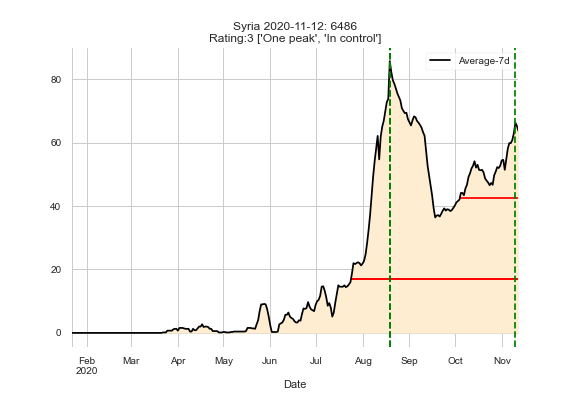 Syria 2020-11-12: 6486
Rating:3 ['One peak', 'In control']
Average-7d
80
60
40
20
0
Feb Mar Apr May Jun Jul Aug Sep Oct Nov
2020
Date